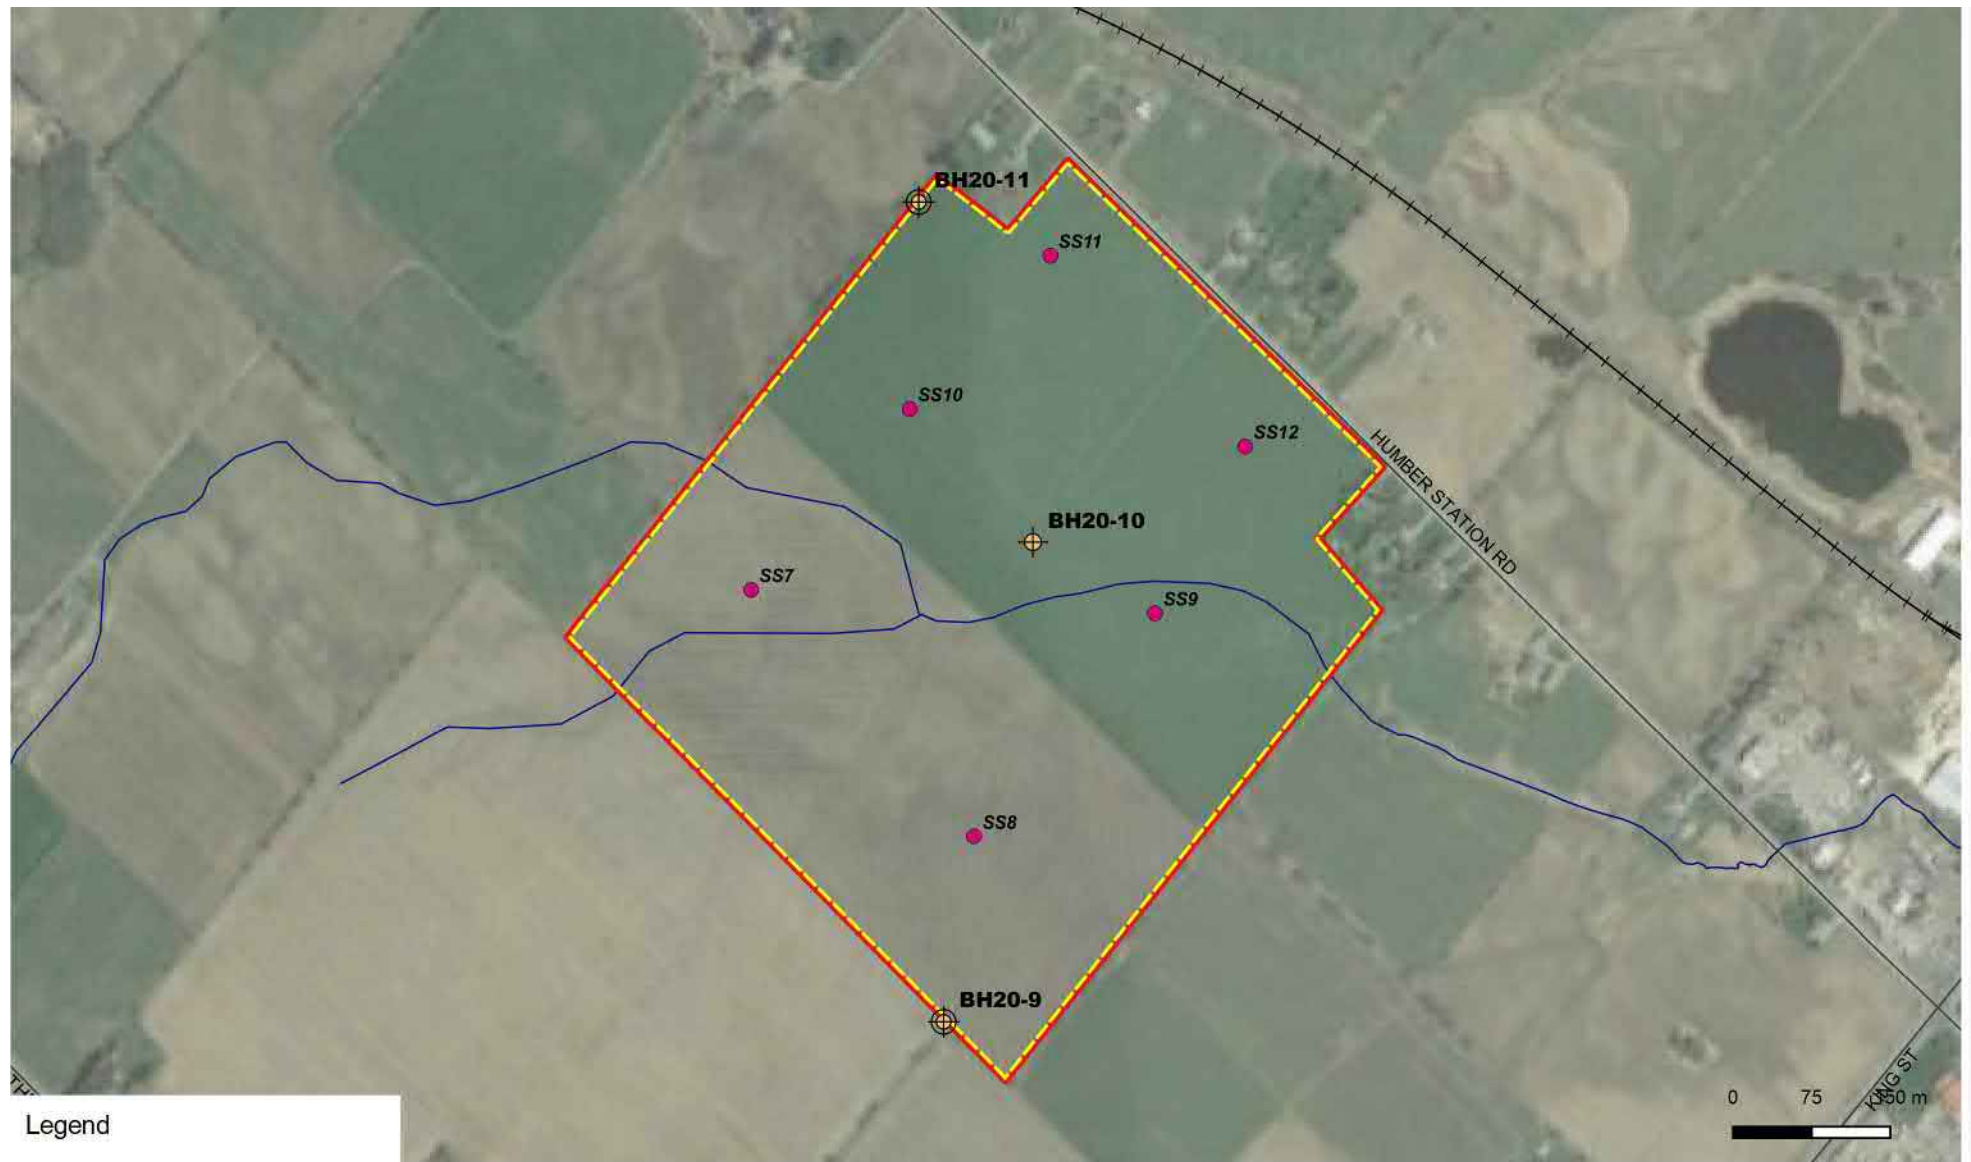 BH20-11
SS11
SS10
SS12
HUMBER STATION RD
BH20-10
SS7
SS9
SS8
BH20-9
KING ST
0 75 150 m
Legend